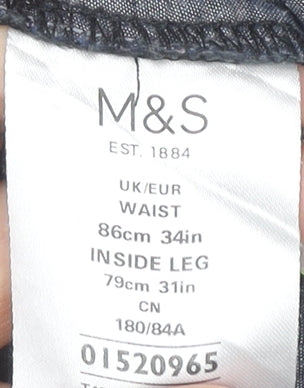 M&S
EST. 1884
UK/EUR
WAIST
86cm 34in
INSIDE LEG
79cm 31in
CN
180/84A
01520965